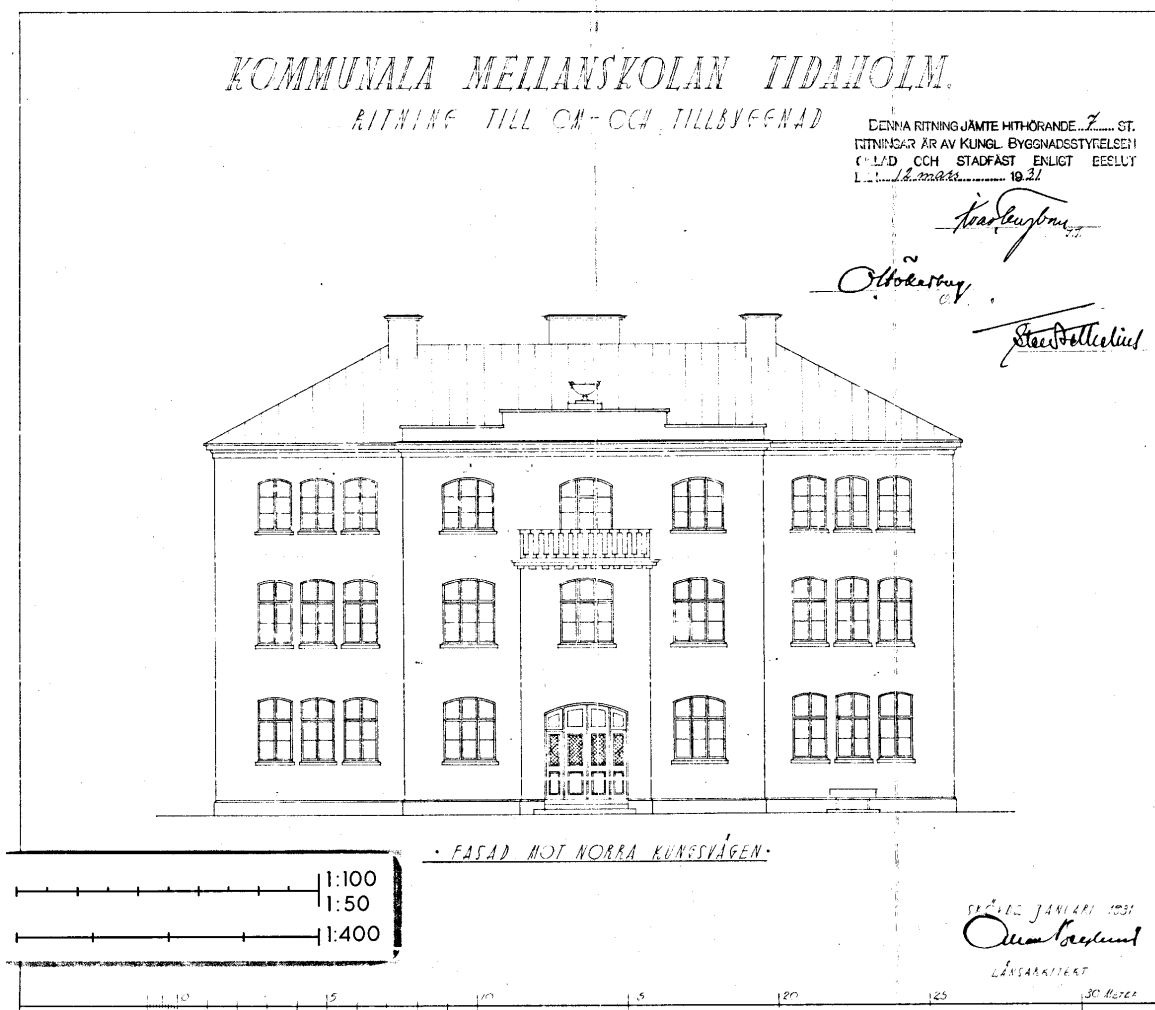 KOMMUNALA MELLANSKOLAN TIDAHOLM.
RITNING TILL OM- OCH TILLBYGGNAD
DENNA RITNING JÄMTE HITHÖRANDE 7 ST.
RITNINGAR ÄR AV KUNGL. BYGGNADSSTYRELSEN
GILLAD OCH STADFÄST ENLIGT BESLUT
12 mars 1931
· FASAD MOT NORRA KUNGSVÄGEN ·
1:100
1:50
1:400
SKÖVDE JANUARI 1931
LÄNSARKITEKT
0 5 10 15 20 25 30 METER